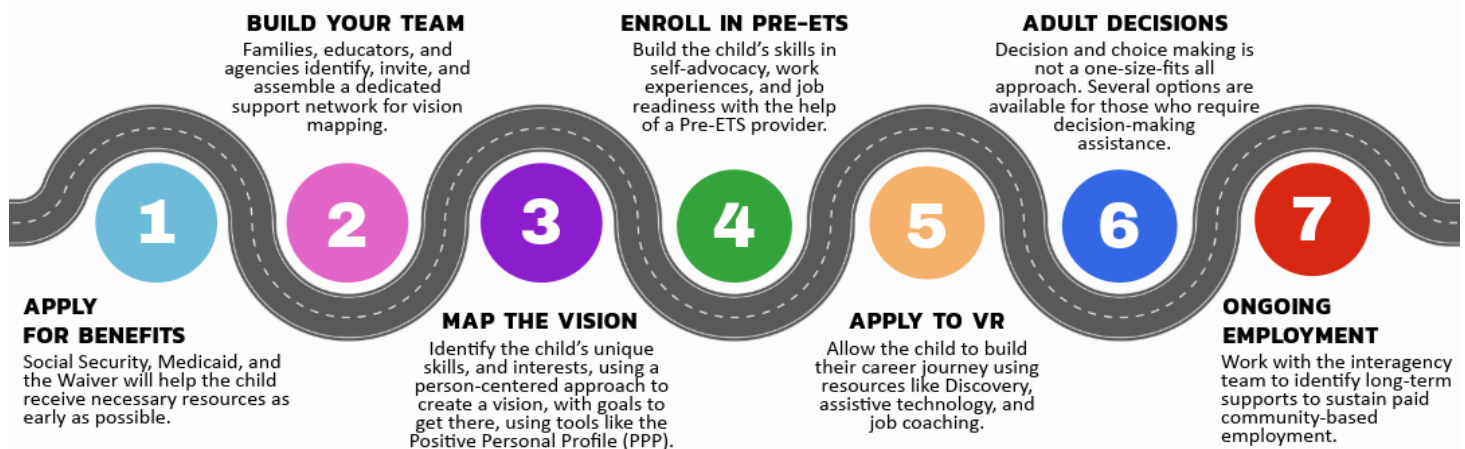 1
APPLY
FOR BENEFITS
Social Security, Medicaid, and
the Waiver will help the child
receive necessary resources as
early as possible.
BUILD YOUR TEAM
Families, educators, and
agencies identify, invite, and
assemble a dedicated
support network for vision
mapping.
2
3
MAP THE VISION
Identify the child's unique
skills, and interests, using a
person-centered approach to
create a vision, with goals to
get there, using tools like the
Positive Personal Profile (PPP).
ENROLL IN PRE-ETS
Build the child's skills in
self-advocacy, work
experiences, and job
readiness with the help
of a Pre-ETS provider.
4
5
APPLY TO VR
Allow the child to build
their career journey using
resources like Discovery,
assistive technology, and
job coaching.
ADULT DECISIONS
Decision and choice making is
not a one-size-fits all
approach. Several options are
available for those who require
decision-making
assistance.
6
7
ONGOING
EMPLOYMENT
Work with the interagency
team to identify long-term
supports to sustain paid
community-based
employment.